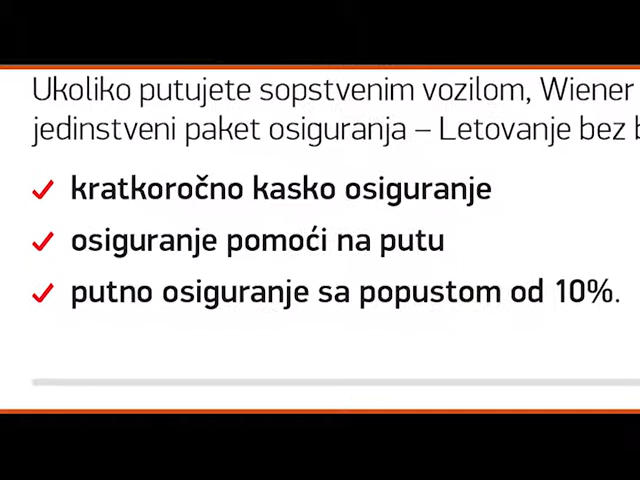 Ukoliko putujete sopstvenim vozilom, Wiener
jedinstveni paket osiguranja – Letovanje bez
kratkoročno kasko osiguranje
osiguranje pomoći na putu
putno osiguranje sa popustom od 10%.